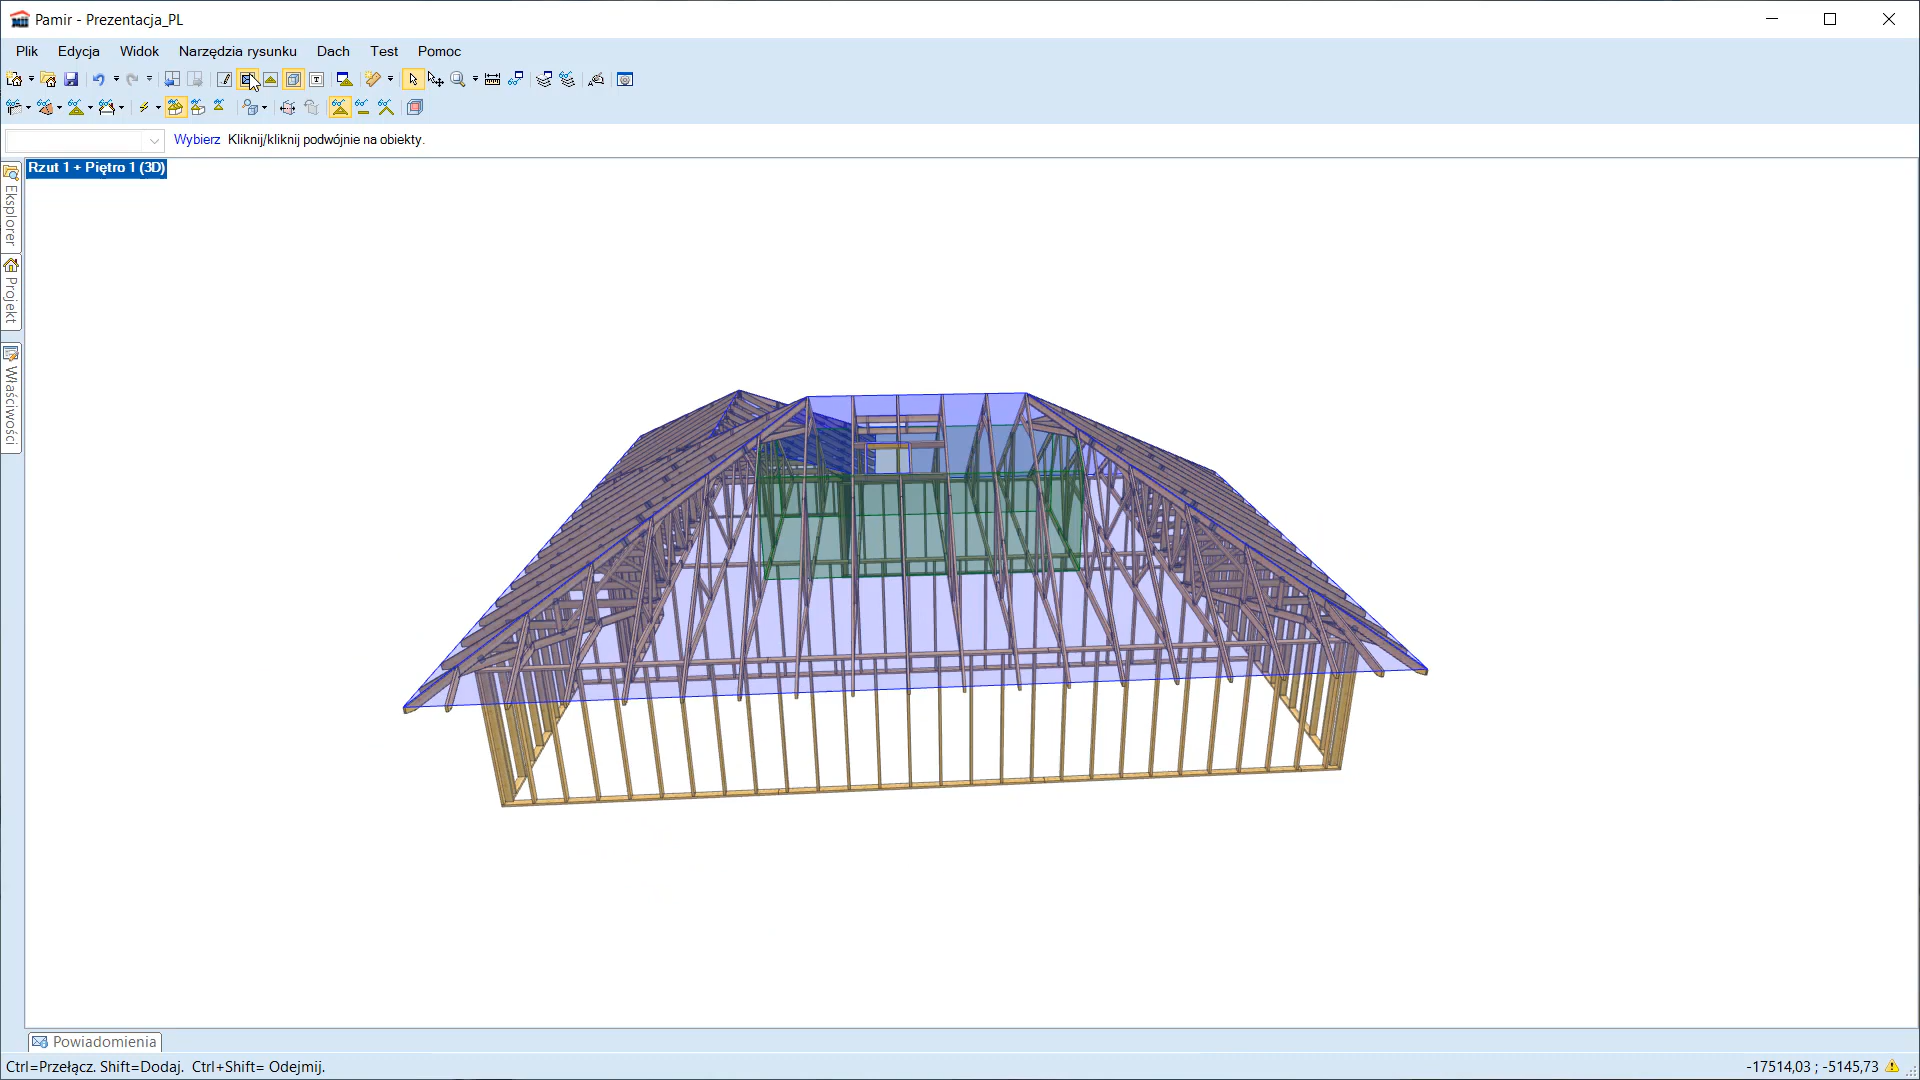 Pamir - Prezentacja_PL
Plik Edycja Widok Narzędzia rysunku Dach Test Pomoc
Wybierz Kliknij/kliknij podwójnie na obiekty.
Rzut 1 + Piętro 1 (3D)
Eksplorer
Projekt
Właściwości
Powiadomienia
Ctrl=Przełącz. Shift=Dodaj. Ctrl+Shift= Odejmij.
-17514,03 ; -5145,73